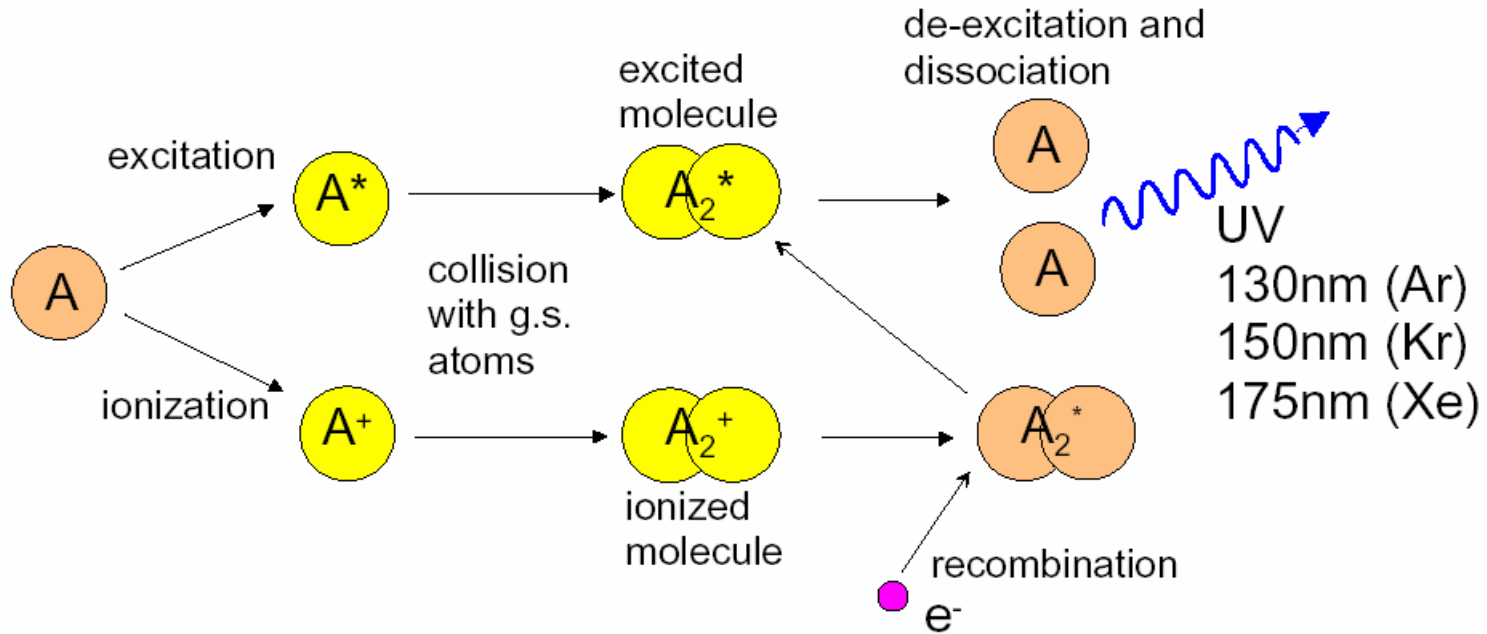 de-excitation and
dissociation
excited
molecule
excitation
A*
A₂*
A
A
A
collision
with g.s.
atoms
UV
130nm (Ar)
150nm (Kr)
175nm (Xe)
ionization
A⁺
A₂⁺
A₂*
ionized
molecule
recombination
e⁻